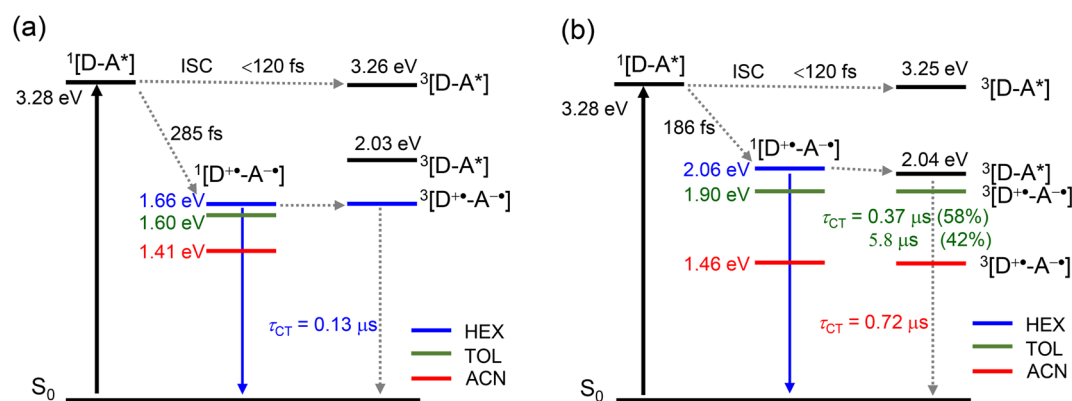 (a)
¹[D-A*]
ISC <120 fs
3.26 eV
³[D-A*]
3.28 eV
285 fs
2.03 eV
³[D-A*]
¹[D⁺•-A⁻•]
1.66 eV
³[D⁺•-A⁻•]
1.60 eV
1.41 eV
τCT = 0.13 μs
HEX
TOL
ACN
S₀
(b)
¹[D-A*]
ISC <120 fs
3.25 eV
³[D-A*]
3.28 eV
186 fs
¹[D⁺•-A⁻•]
2.06 eV
2.04 eV
³[D-A*]
1.90 eV
³[D⁺•-A⁻•]
τCT = 0.37 μs (58%)
5.8 μs (42%)
1.46 eV
³[D⁺•-A⁻•]
τCT = 0.72 μs
HEX
TOL
ACN
S₀